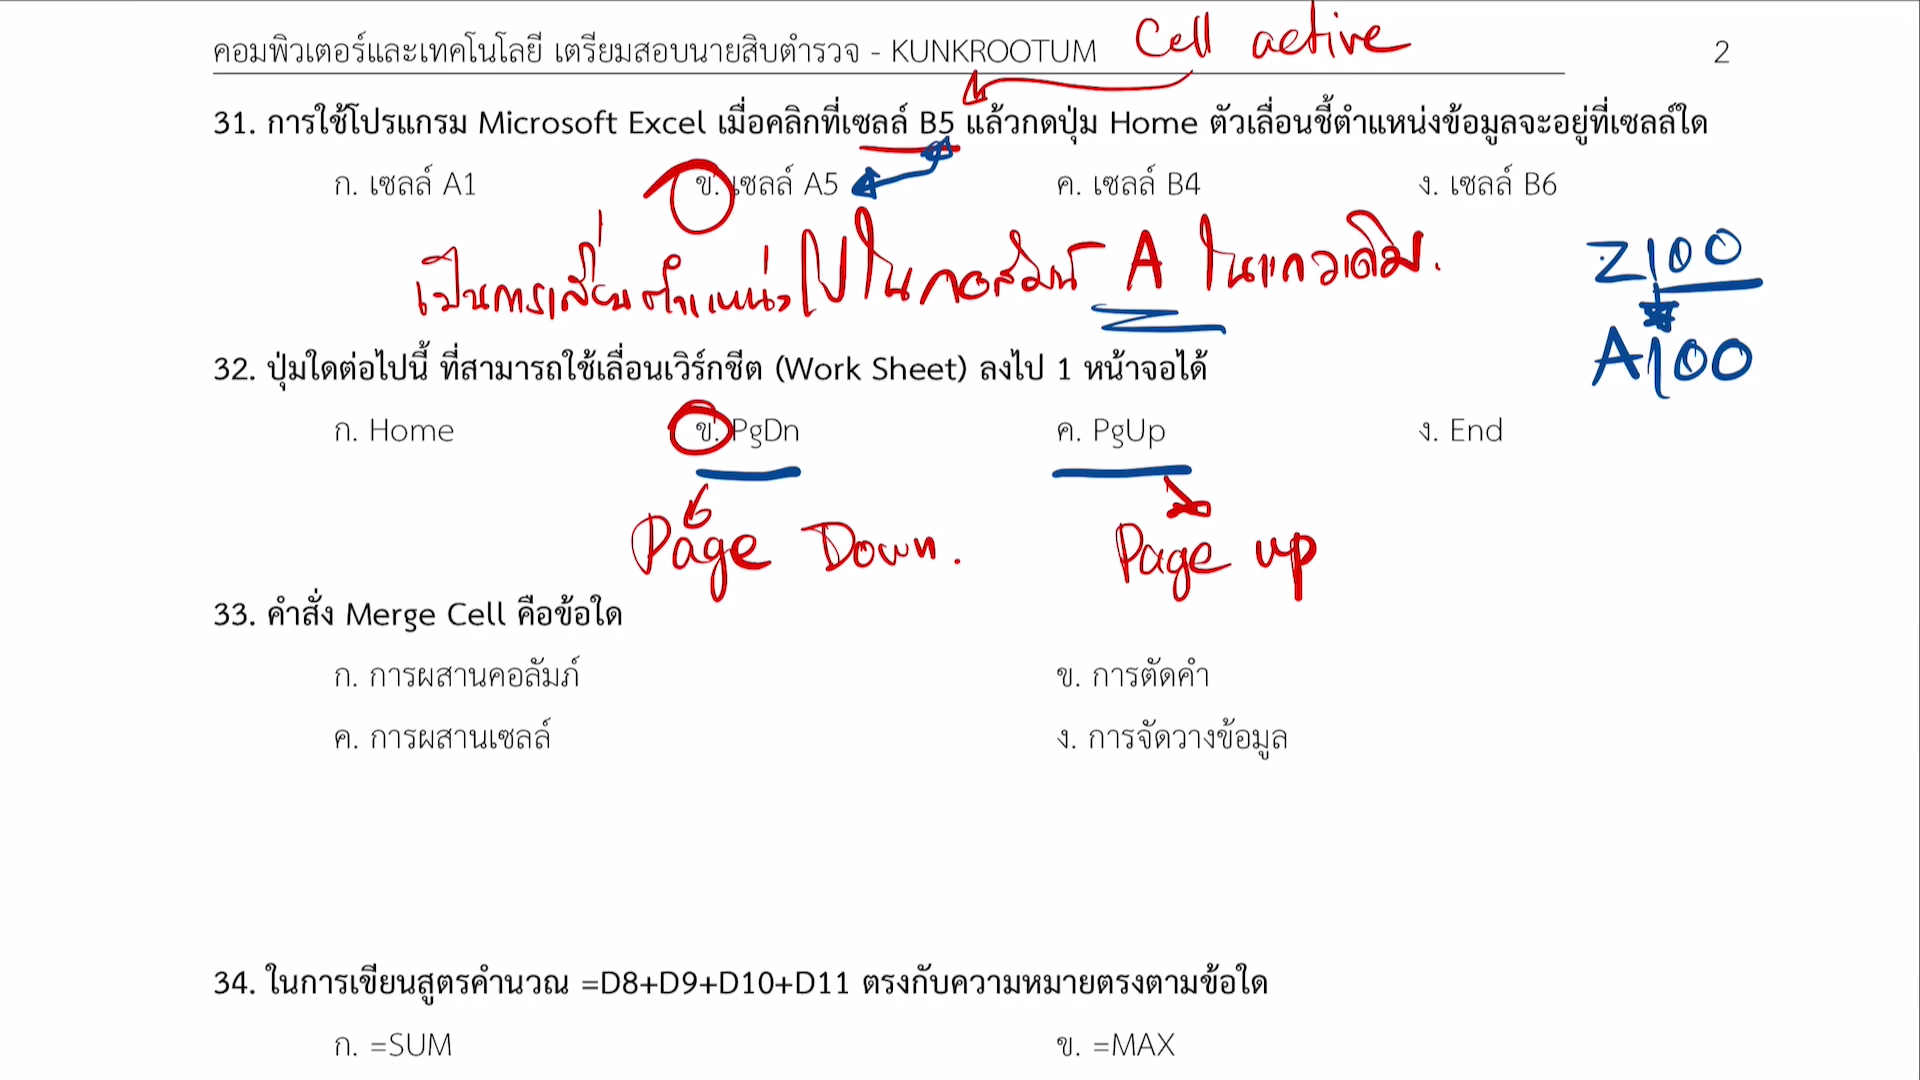 คอมพิวเตอร์และเทคโนโลยี เตรียมสอบนายสิบตำรวจ - KUNKROOTUM Cell active 2
31. การใช้โปรแกรม Microsoft Excel เมื่อคลิกที่เซลล์ B5 แล้วกดปุ่ม Home ตัวเลื่อนชี้ตำแหน่งข้อมูลจะอยู่ที่เซลล์ใด
ก. เซลล์ A1 ข. เซลล์ A5 ค. เซลล์ B4 ง. เซลล์ B6
เป็นการเลื่อนตำแหน่งไปในคอลัมน์ A ในแถวเดิม.
Z100
A100
32. ปุ่มใดต่อไปนี้ ที่สามารถใช้เลื่อนเวิร์กชีต (Work Sheet) ลงไป 1 หน้าจอได้
ก. Home ข. PgDn ค. PgUp ง. End
Page Down. Page up
33. คำสั่ง Merge Cell คือข้อใด
ก. การผสานคอลัมภ์ ข. การตัดคำ
ค. การผสานเซลล์ ง. การจัดวางข้อมูล
34. ในการเขียนสูตรคำนวณ =D8+D9+D10+D11 ตรงกับความหมายตรงตามข้อใด
ก. =SUM ข. =MAX